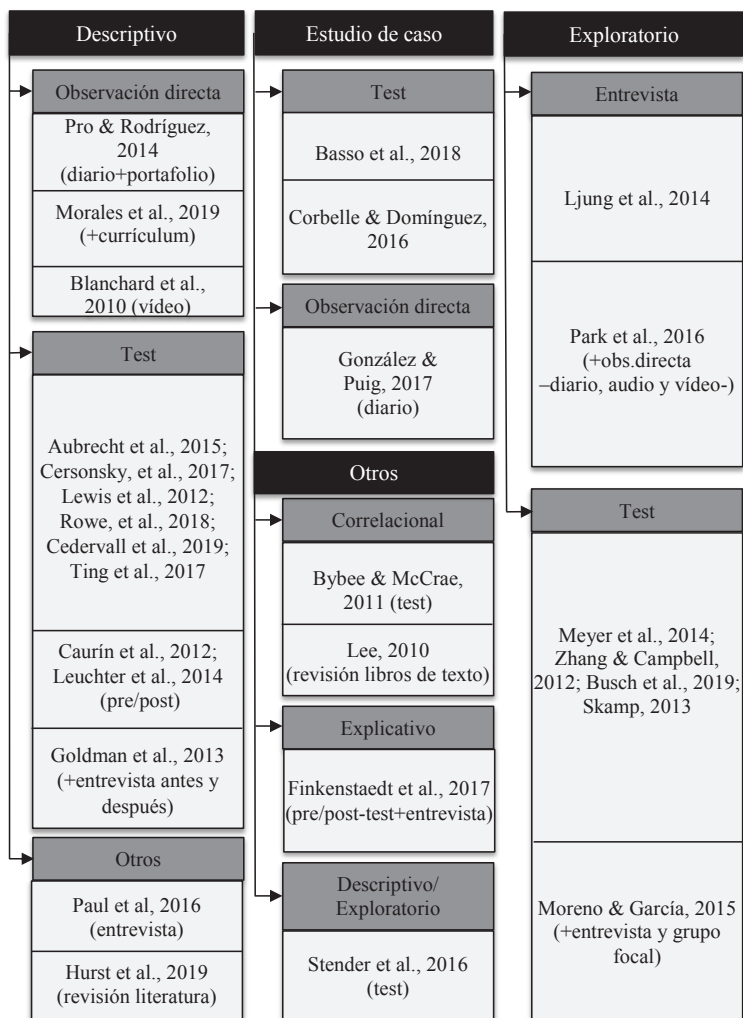 Descriptivo
Observación directa
Pro & Rodríguez,
2014
(diario+portafolio)
Morales et al., 2019
(+currículum)
Blanchard et al.,
2010 (vídeo)
Test
Aubrecht et al., 2015;
Cersonsky, et al., 2017;
Lewis et al., 2012;
Rowe, et al., 2018;
Cedervall et al., 2019;
Ting et al., 2017
Caurín et al., 2012;
Leuchter et al., 2014
(pre/post)
Goldman et al., 2013
(+entrevista antes y
después)
Otros
Paul et al, 2016
(entrevista)
Hurst et al., 2019
(revisión literatura)
Estudio de caso
Test
Basso et al., 2018
Corbelle & Domínguez,
2016
Observación directa
González &
Puig, 2017
(diario)
Otros
Correlacional
Bybee & McCrae,
2011 (test)
Lee, 2010
(revisión libros de texto)
Explicativo
Finkenstaedt et al., 2017
(pre/post-test+entrevista)
Descriptivo/
Exploratorio
Stender et al., 2016
(test)
Exploratorio
Entrevista
Ljung et al., 2014
Park et al., 2016
(+obs.directa
–diario, audio y vídeo-)
Test
Meyer et al., 2014;
Zhang & Campbell,
2012; Busch et al., 2019;
Skamp, 2013
Moreno & García, 2015
(+entrevista y grupo
focal)